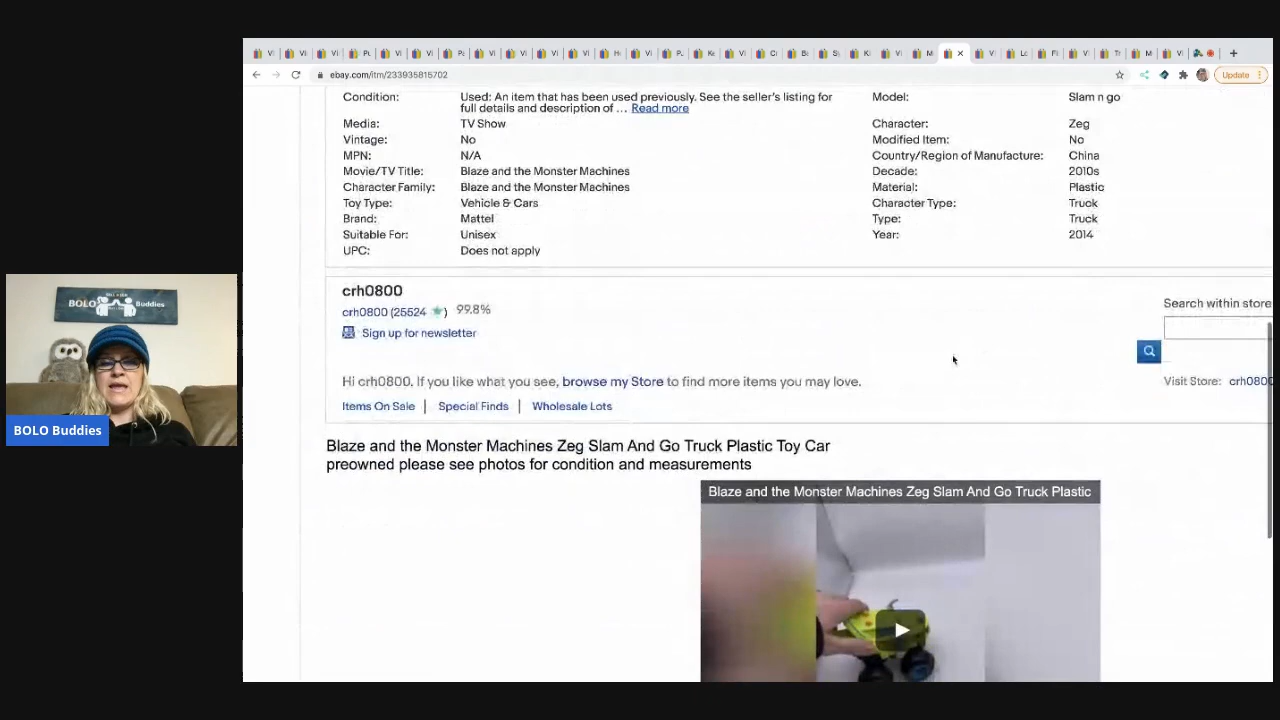 Update
ebay.com/itm/233935815702
Condition: Used: An item that has been used previously. See the seller's listing for
full details and description of ... Read more
Model: Slam n go
Media: TV Show
Character: Zeg
Vintage: No
Modified Item: No
MPN: N/A
Country/Region of Manufacture: China
Movie/TV Title: Blaze and the Monster Machines
Decade: 2010s
Character Family: Blaze and the Monster Machines
Material: Plastic
Toy Type: Vehicle & Cars
Character Type: Truck
Brand: Mattel
Type: Truck
Suitable For: Unisex
Year: 2014
UPC: Does not apply
crh0800
crh0800 (25524 ) 99.8%
Sign up for newsletter
Search within store
Hi crh0800. If you like what you see, browse my Store to find more items you may love.
Visit Store: crh0800
Items On Sale | Special Finds | Wholesale Lots
Blaze and the Monster Machines Zeg Slam And Go Truck Plastic Toy Car
preowned please see photos for condition and measurements
Blaze and the Monster Machines Zeg Slam And Go Truck Plastic
BOLO Buddies
BOLO Buddies